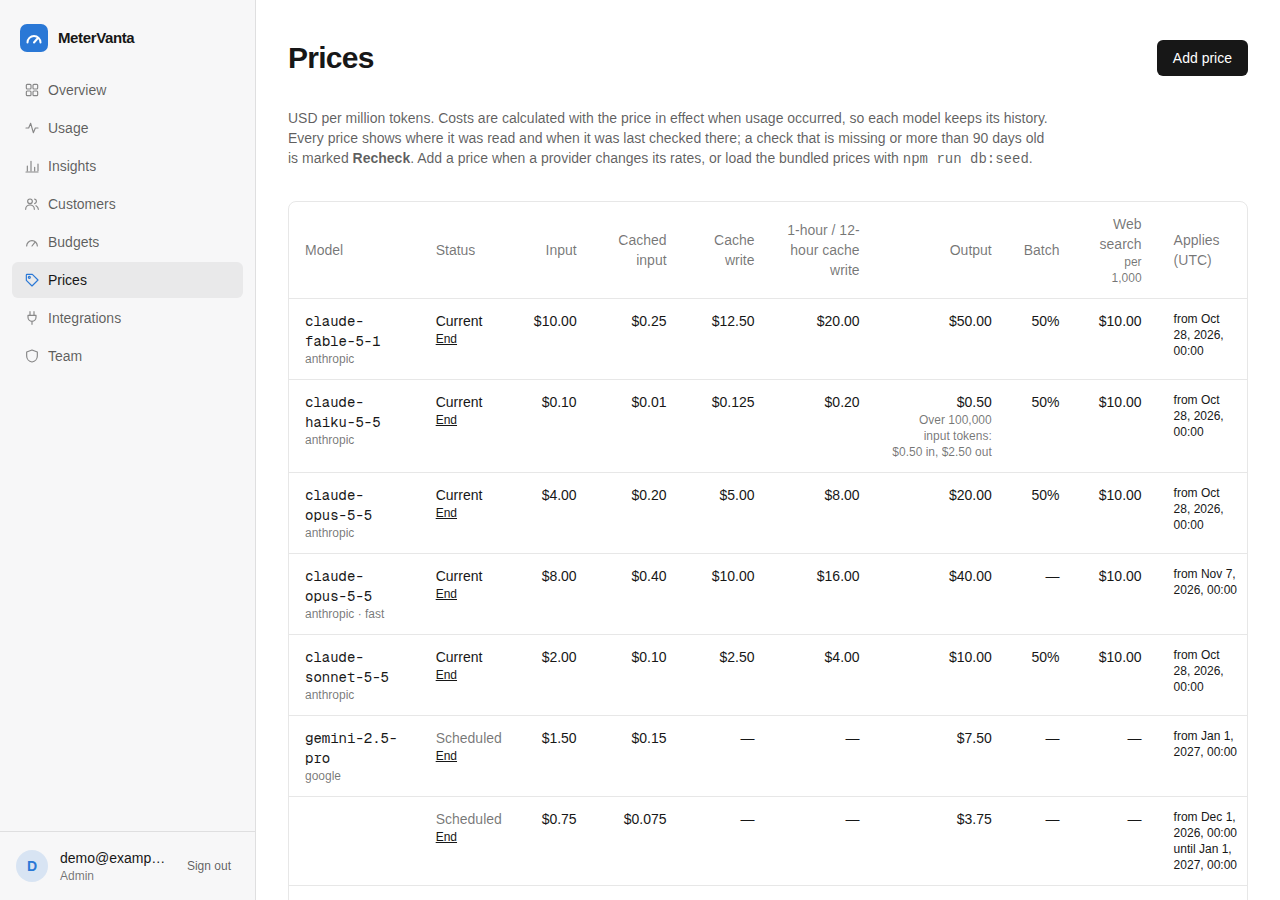 MeterVanta
Overview
Usage
Insights
Customers
Budgets
Prices
Integrations
Team
demo@examp…
Admin
D
Sign out
Prices
Add price
USD per million tokens. Costs are calculated with the price in effect when usage occurred, so each model keeps its history.
Every price shows where it was read and when it was last checked there; a check that is missing or more than 90 days old
is marked Recheck. Add a price when a provider changes its rates, or load the bundled prices with npm run db:seed.
Model Status Input Cached input Cache write 1-hour / 12-hour cache write Output Batch Web search per 1,000 Applies (UTC)
claude-fable-5-1 Current $10.00 $0.25 $12.50 $20.00 $50.00 50% $10.00 from Oct 28, 2026, 00:00
anthropic End
claude-haiku-5-5 Current $0.10 $0.01 $0.125 $0.20 $0.50 50% $10.00 from Oct 28, 2026, 00:00
anthropic End Over 100,000 input tokens: $0.50 in, $2.50 out
claude-opus-5-5 Current $4.00 $0.20 $5.00 $8.00 $20.00 50% $10.00 from Oct 28, 2026, 00:00
anthropic End
claude-opus-5-5 Current $8.00 $0.40 $10.00 $16.00 $40.00 — $10.00 from Nov 7, 2026, 00:00
anthropic · fast End
claude-sonnet-5-5 Current $2.00 $0.10 $2.50 $4.00 $10.00 50% $10.00 from Oct 28, 2026, 00:00
anthropic End
gemini-2.5-pro Scheduled $1.50 $0.15 — — $7.50 — — from Jan 1, 2027, 00:00
google End
Scheduled $0.75 $0.075 — — $3.75 — — from Dec 1, 2026, 00:00 until Jan 1, 2027, 00:00
End